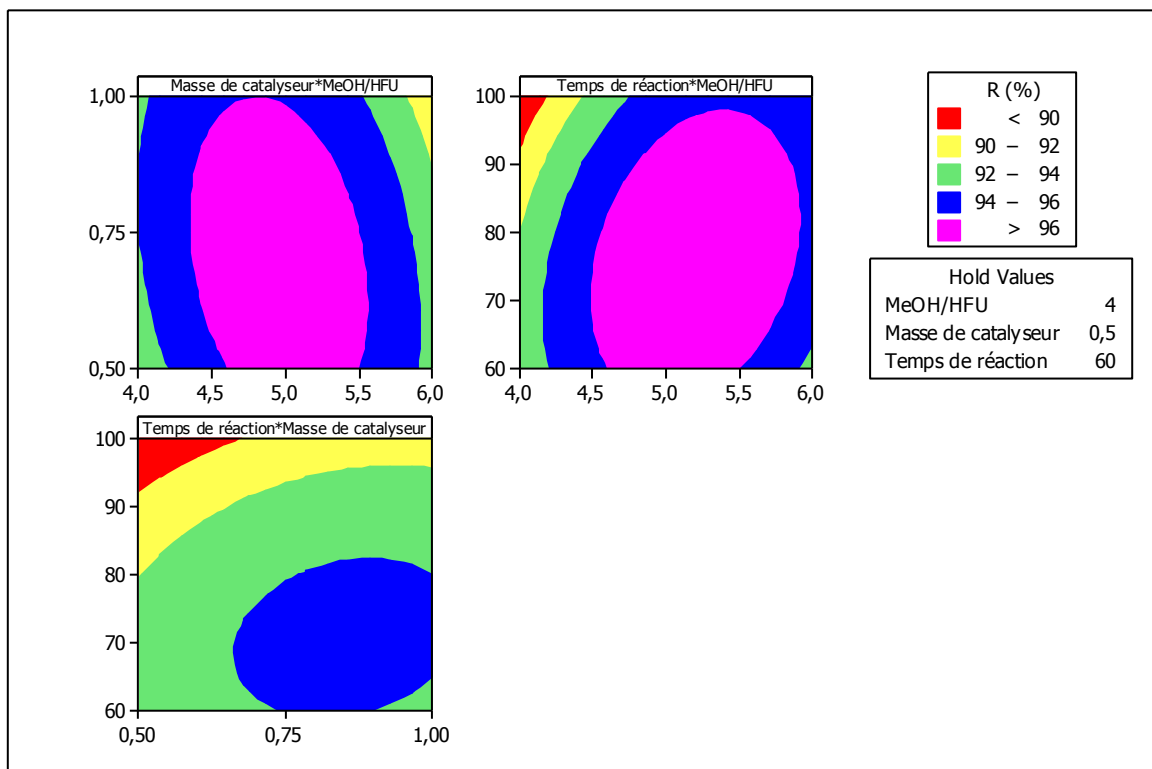 Masse de catalyseur*MeOH/HFU
1,00
0,75
0,50
4,0 4,5 5,0 5,5 6,0
Temps de réaction*MeOH/HFU
100
90
80
70
60
4,0 4,5 5,0 5,5 6,0
R (%)
< 90
90 – 92
92 – 94
94 – 96
> 96
Hold Values
MeOH/HFU 4
Masse de catalyseur 0,5
Temps de réaction 60
Temps de réaction*Masse de catalyseur
100
90
80
70
60
0,50 0,75 1,00